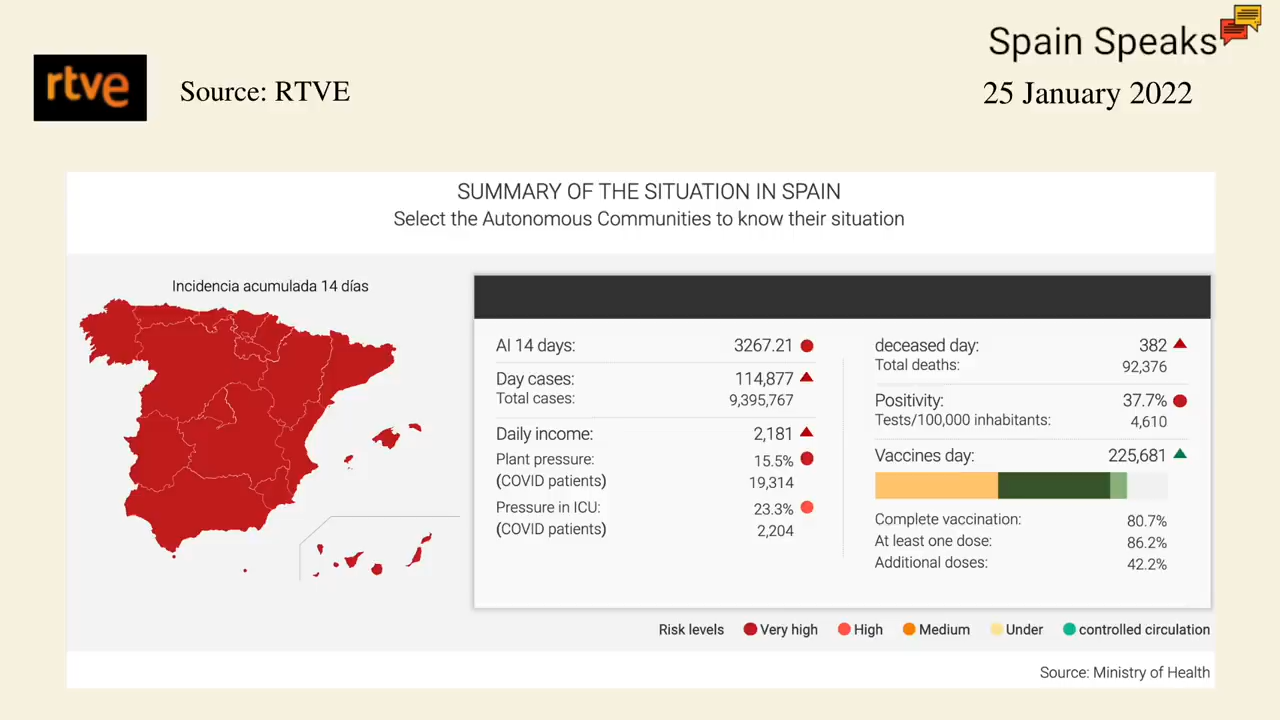 Spain Speaks
rtve
Source: RTVE
25 January 2022
SUMMARY OF THE SITUATION IN SPAIN
Select the Autonomous Communities to know their situation
Incidencia acumulada 14 días
AI 14 days: 3267.21
Day cases: 114,877
Total cases: 9,395,767
Daily income: 2,181
Plant pressure: 15.5%
(COVID patients) 19,314
Pressure in ICU: 23.3%
(COVID patients) 2,204
deceased day: 382
Total deaths: 92,376
Positivity: 37.7%
Tests/100,000 inhabitants: 4,610
Vaccines day: 225,681
Complete vaccination: 80.7%
At least one dose: 86.2%
Additional doses: 42.2%
Risk levels Very high High Medium Under controlled circulation
Source: Ministry of Health